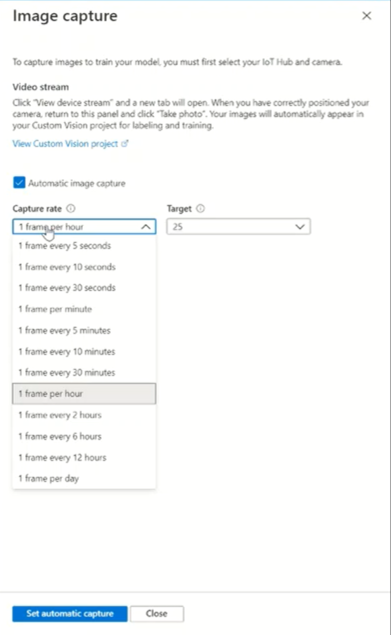 Image capture
To capture images to train your model, you must first select your IoT Hub and camera.
Video stream
Click "View device stream" and a new tab will open. When you have correctly positioned your
camera, return to this panel and click "Take photo". Your images will automatically appear in
your Custom Vision project for labeling and training.
View Custom Vision project
Automatic image capture
Capture rate
Target
1 frame per hour
25
1 frame every 5 seconds
1 frame every 10 seconds
1 frame every 30 seconds
1 frame per minute
1 frame every 5 minutes
1 frame every 10 minutes
1 frame every 30 minutes
1 frame per hour
1 frame every 2 hours
1 frame every 6 hours
1 frame every 12 hours
1 frame per day
Set automatic capture
Close